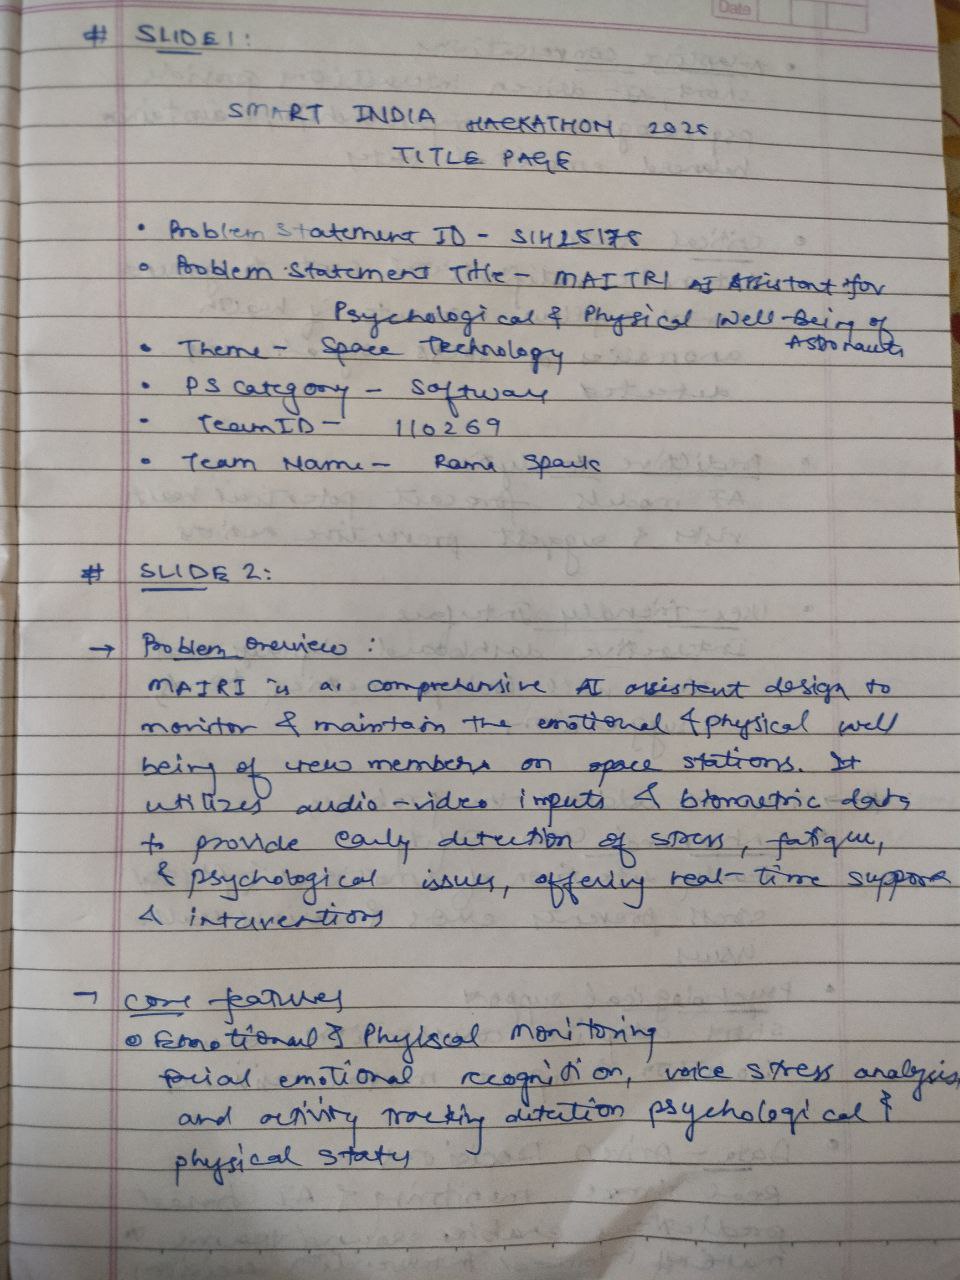 Date
# SLIDE 1:
SMART INDIA HACKATHON 2025
TITLE PAGE
• Problem Statement ID - SIH25175
• Problem Statement Title - MAITRI AI Assistant for
Psychological & Physical Well-Being of
Astronauts
• Theme - Space Technology
• PS Category - Software
• Team ID - 110269
• Team Name -
# SLIDE 2:
→ Problem Overview :
MAIRI is a comprehensive AI assistent design to
monitor & maintain the emotional & physical well
being of crew members on space stations. It
utilizes audio-video inputs & biometric data
to provide early detection of stress, fatigue,
& psychological issues, offering real-time support
& interventions
→ Core features
• Emotional & Physical Monitoring
facial emotional recognition, voice stress analysis,
and activity tracking detection psychological &
physical